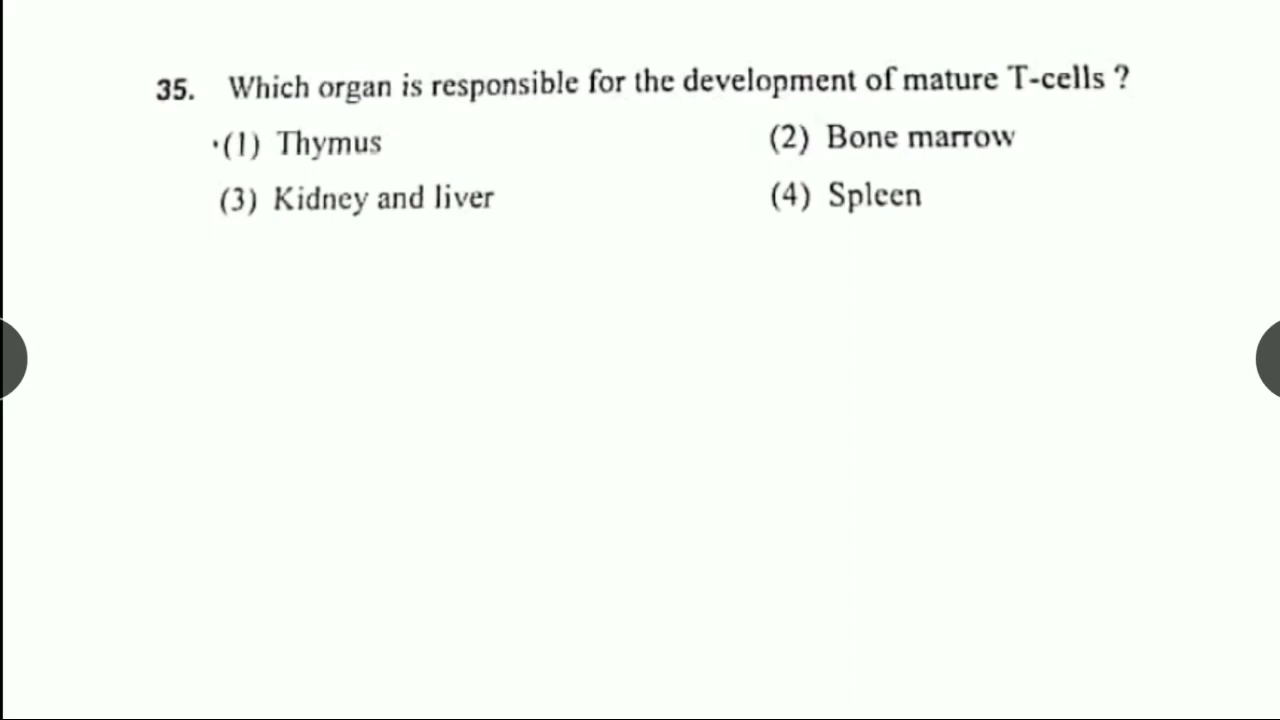 35. Which organ is responsible for the development of mature T-cells ?
(1) Thymus (2) Bone marrow
(3) Kidney and liver (4) Spleen